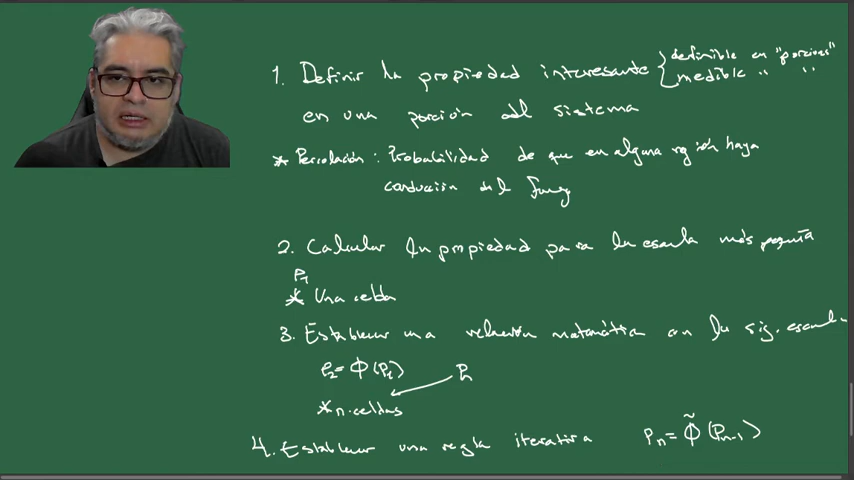 1. Definir la propiedad interesante { definible en "porciones"
medible " "
en una porción del sistema
* Percolación: Probabilidad de que en alguna región haya
conducción del fuego
2. Calcular la propiedad para la escala más pequeña
P₁
* Una celda
3. Establecer una relación matemática con la sig. escala
P₂ = Φ(P₁)
P₂
* n-celdas
4. Establecer una regla iterativa Pₙ = Φ̃(Pₙ₋₁)